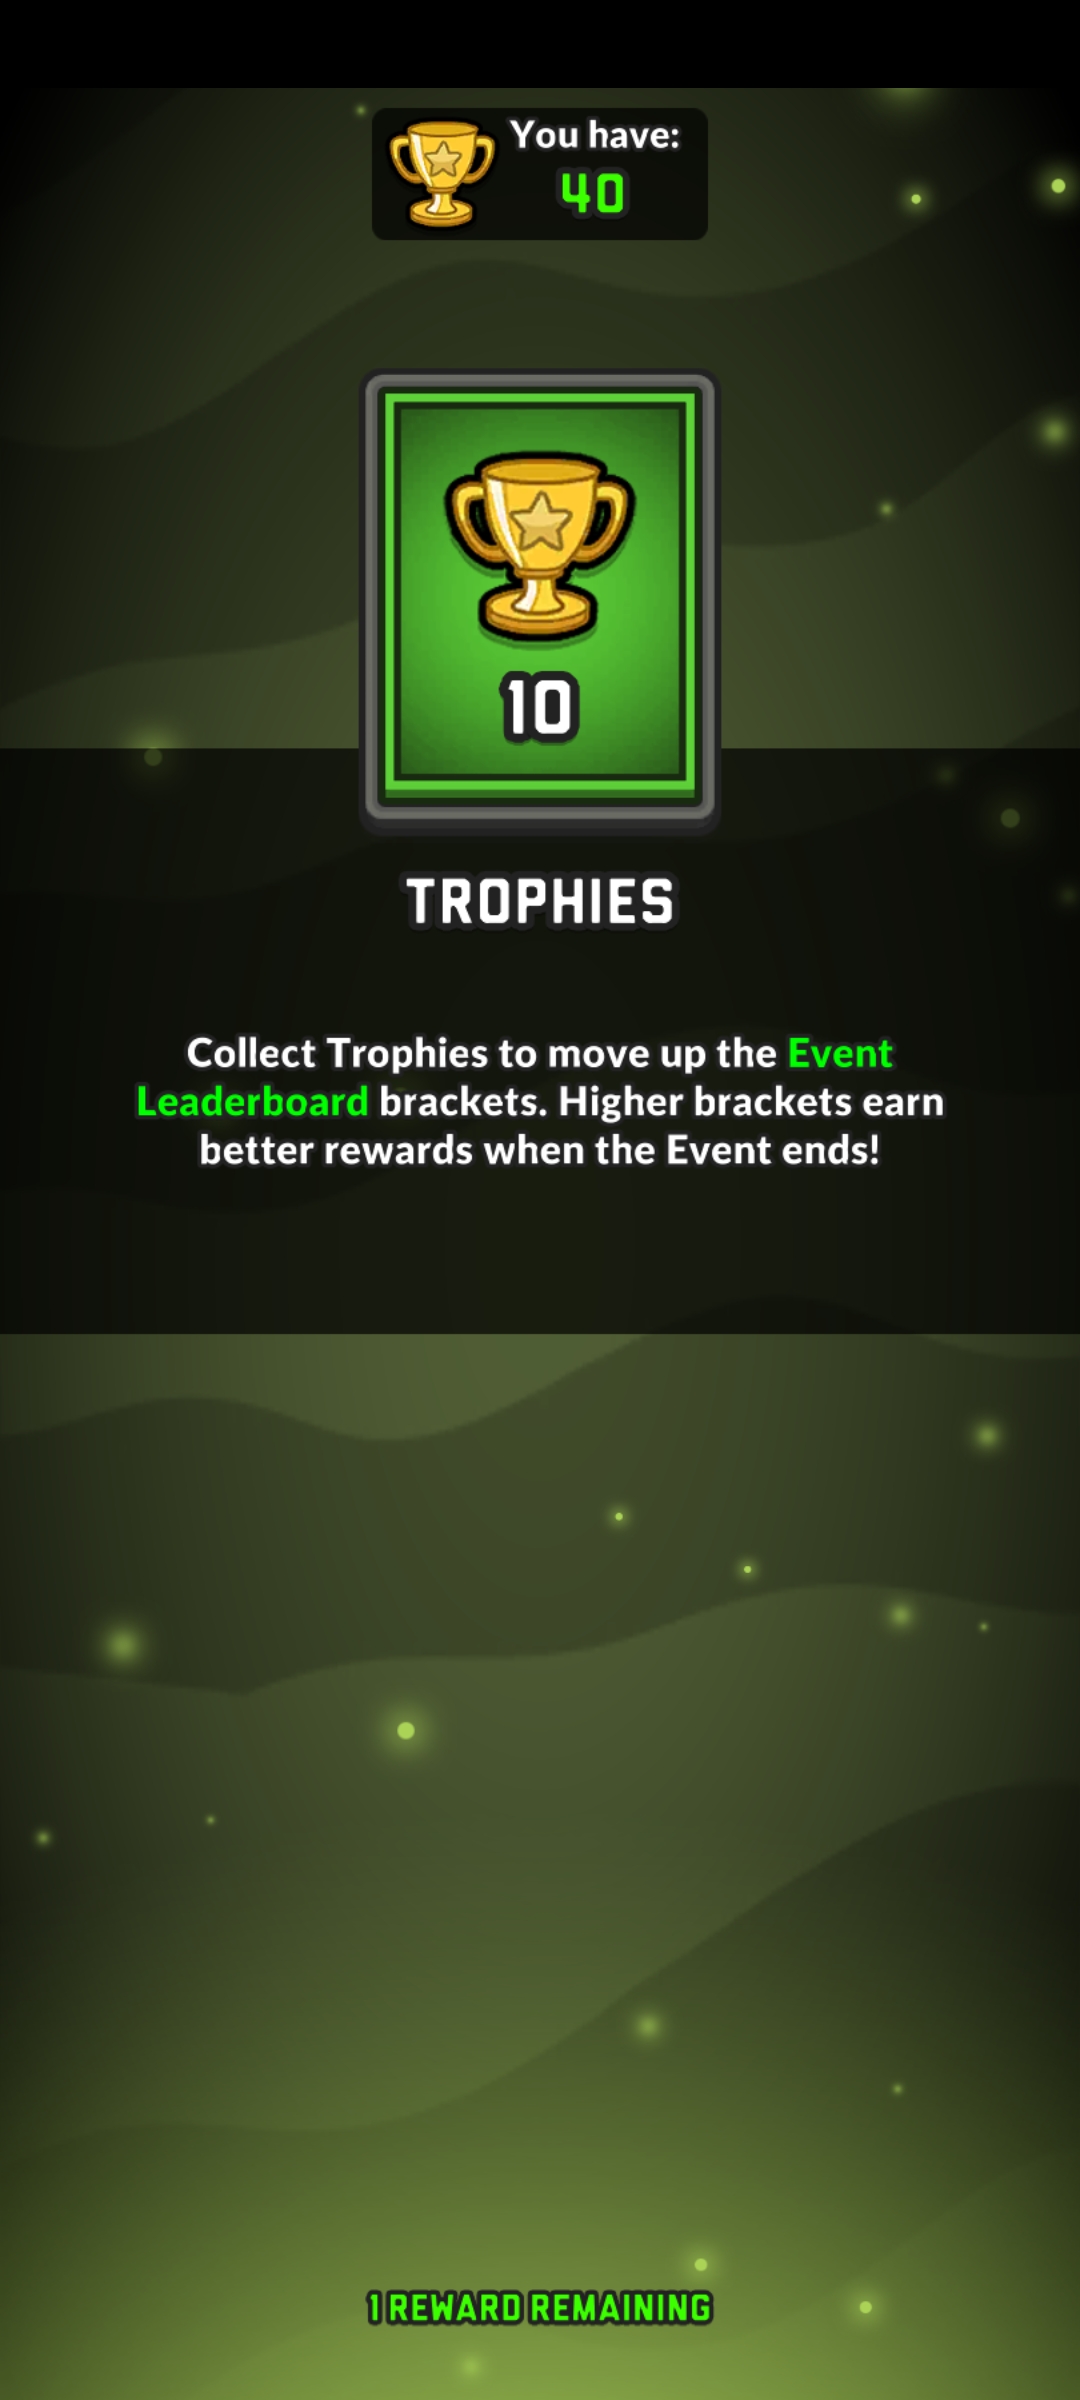 You have:
40
10
TROPHIES
Collect Trophies to move up the Event
Leaderboard brackets. Higher brackets earn
better rewards when the Event ends!
1 REWARD REMAINING